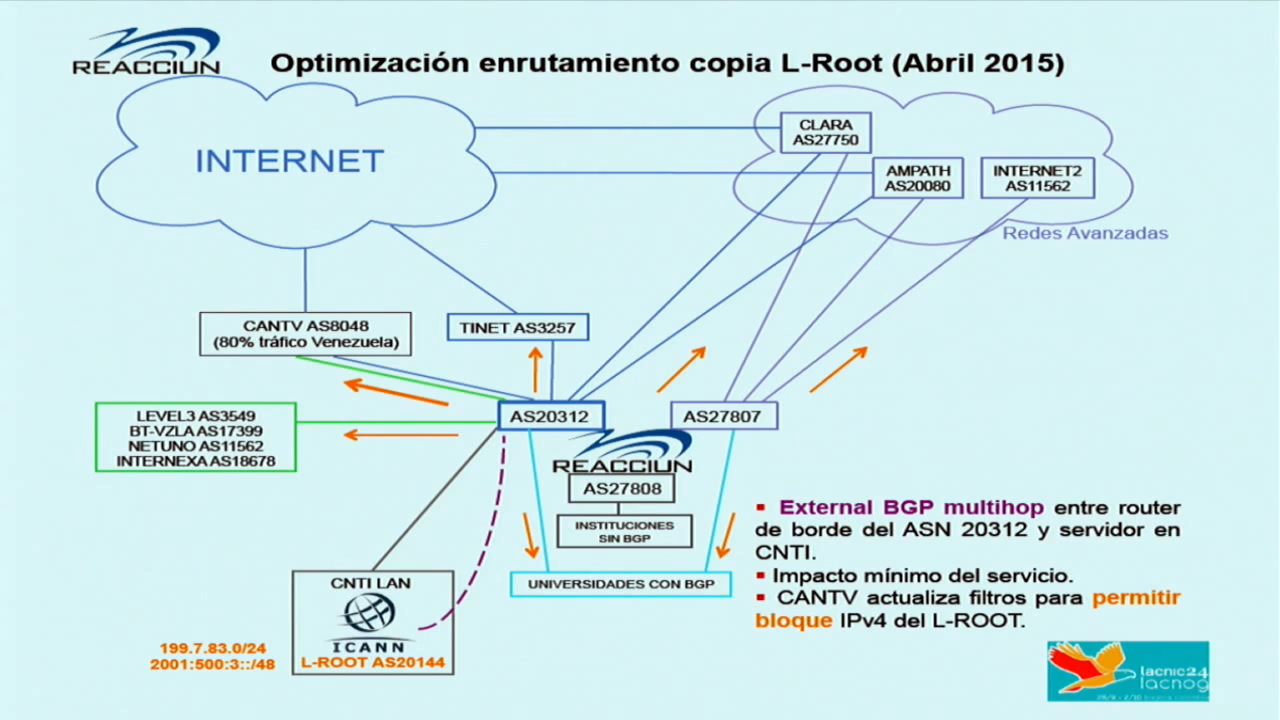 REACCIUN
Optimización enrutamiento copia L-Root (Abril 2015)
INTERNET
CLARA
AS27750
AMPATH
AS20080
INTERNET2
AS11562
Redes Avanzadas
CANTV AS8048
(80% tráfico Venezuela)
TINET AS3257
LEVEL3 AS3549
BT-VZLA AS17399
NETUNO AS11562
INTERNEXA AS18678
AS20312
AS27807
REACCIUN
AS27808
INSTITUCIONES
SIN BGP
UNIVERSIDADES CON BGP
CNTI LAN
ICANN
L-ROOT AS20144
199.7.83.0/24
2001:500:3::/48
▪ External BGP multihop entre router
de borde del ASN 20312 y servidor en
CNTI.
▪ Impacto mínimo del servicio.
▪ CANTV actualiza filtros para permitir
bloque IPv4 del L-ROOT.
lacnic24
lacnog